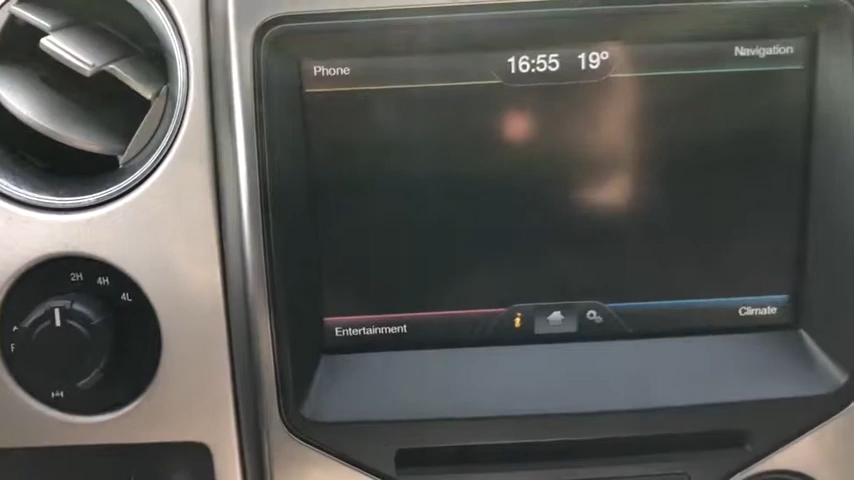 Phone
16:55 19°
Navigation
2H
4H
4L
Entertainment
i
Climate